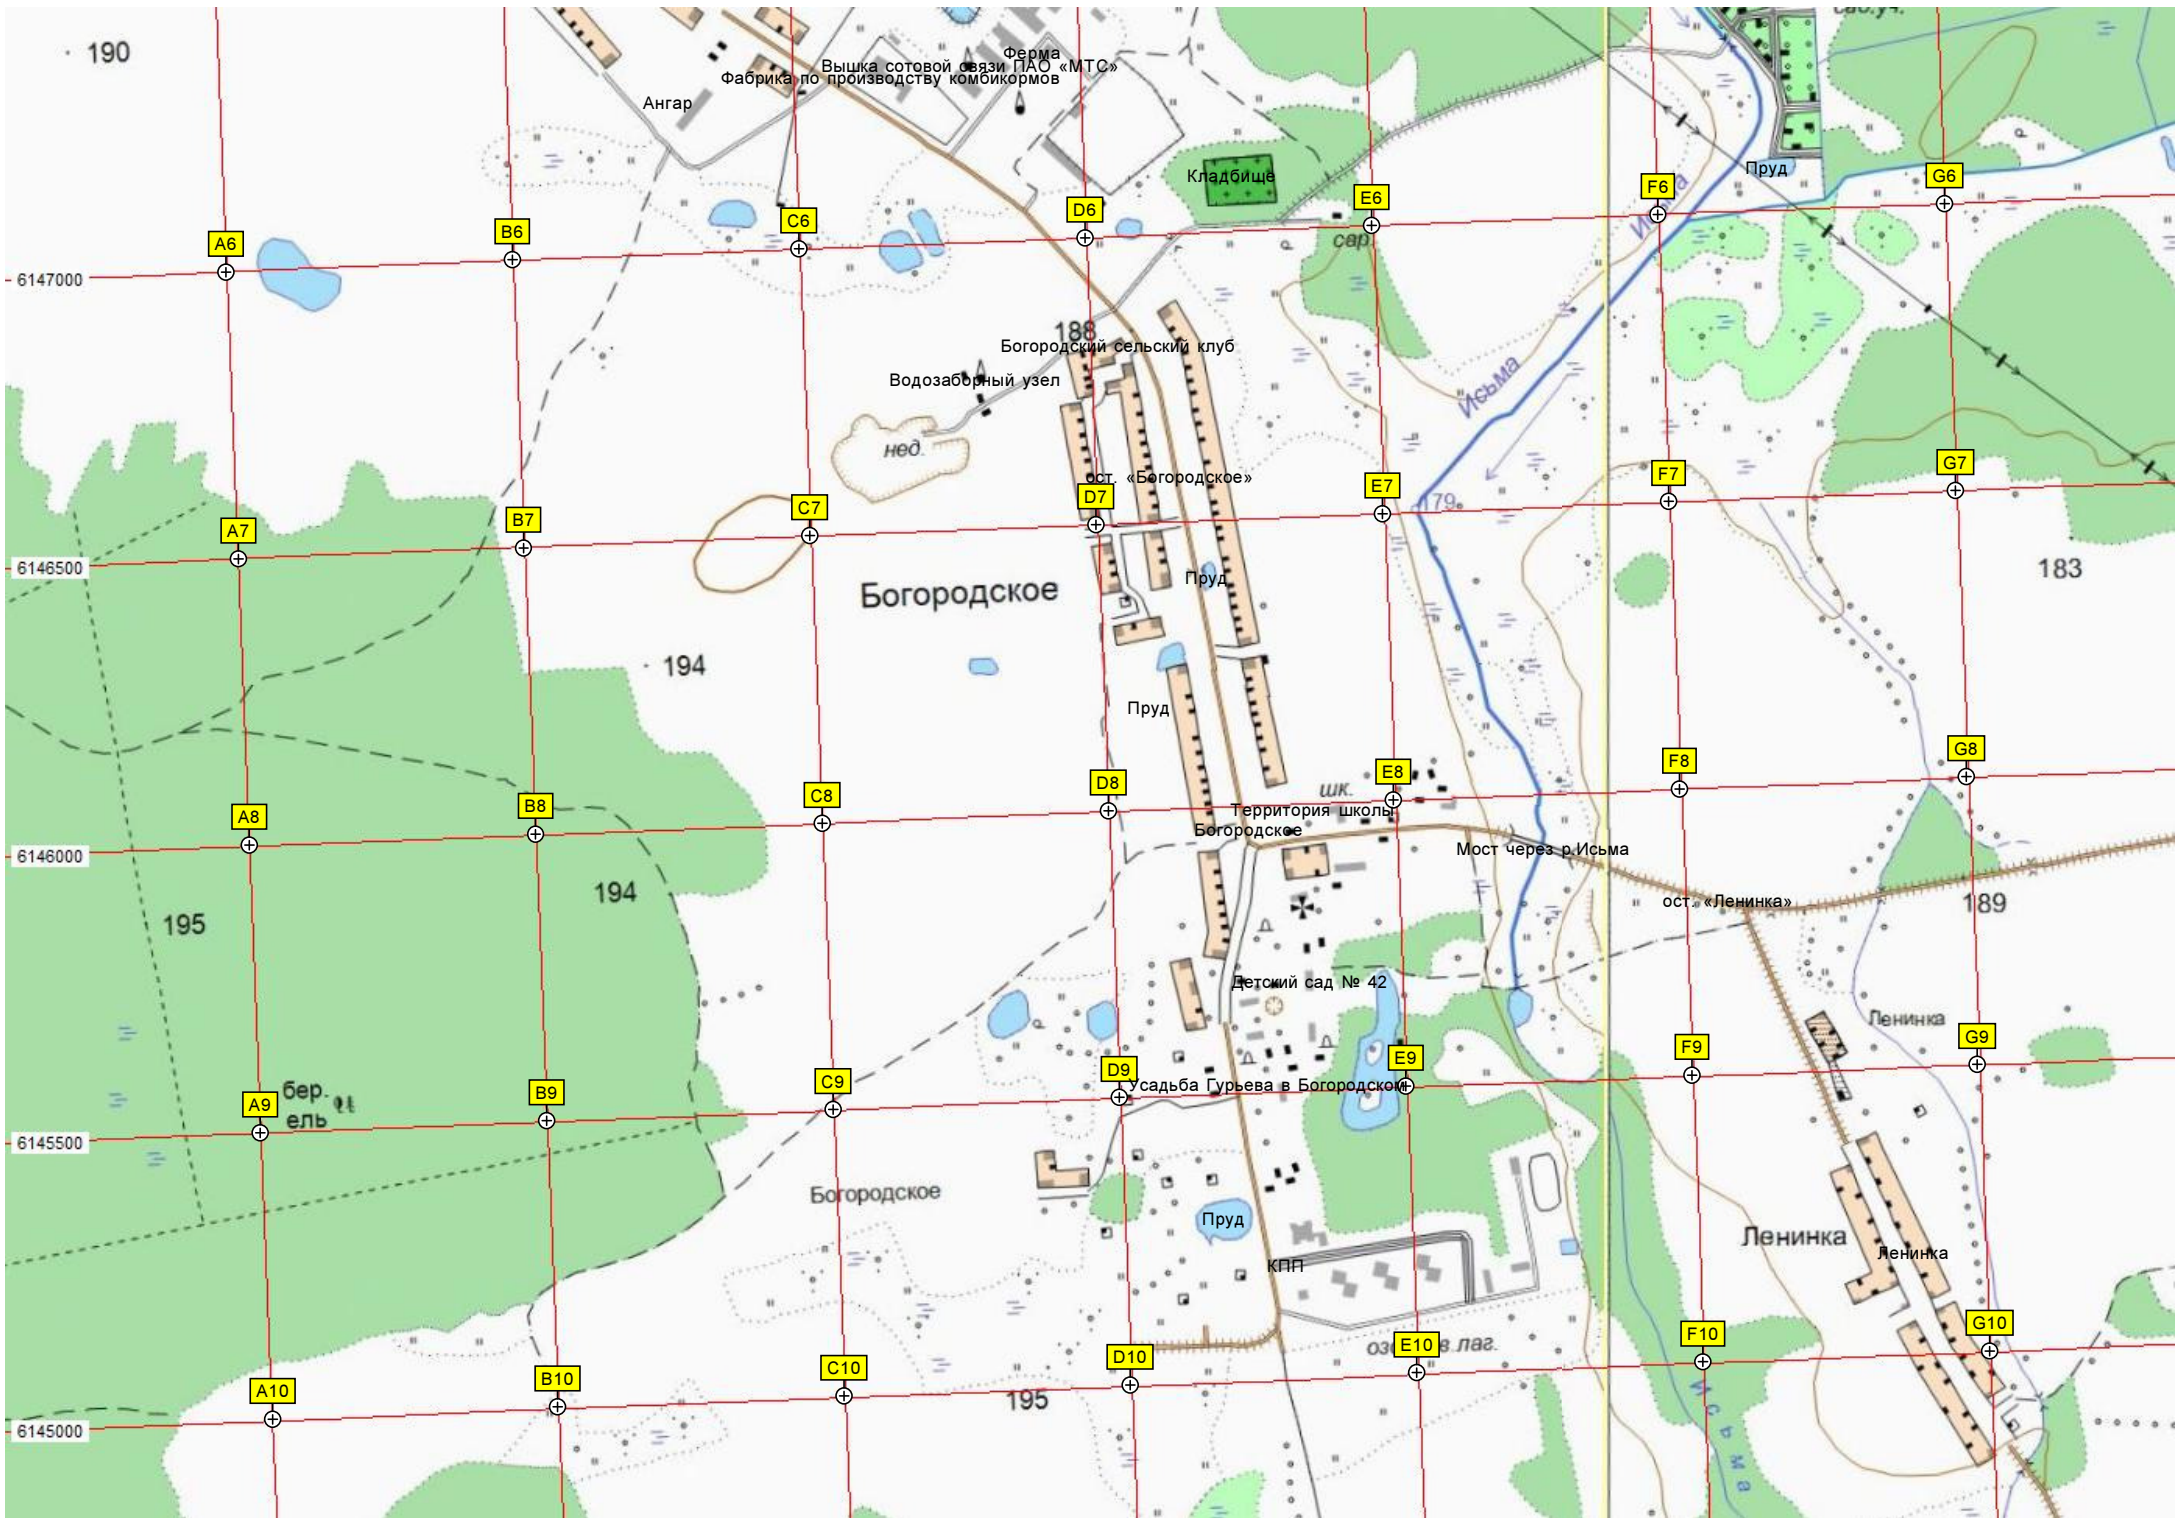 сад.уч.
190
Ферма
Вышка сотовой связи ПАО «МТС»
Фабрика по производству комбикормов
Ангар
Кладбище
Пруд
A6
B6
C6
D6
E6
F6
G6
сар.
Исьма
6147000
188
Богородский сельский клуб
Водозаборный узел
Исьма
нед.
ост. «Богородское»
179
A7
B7
C7
D7
E7
F7
G7
6146500
183
Богородское
Пруд
194
Пруд
A8
B8
C8
D8
E8
F8
G8
шк.
Территория школы
Богородское
Мост через р.Исьма
6146000
194
195
ост. «Ленинка»
189
Детский сад № 42
Ленинка
A9
B9
C9
D9
E9
F9
G9
Усадьба Гурьева в Богородском
бер.
ель
6145500
Богородское
Пруд
Ленинка
Ленинка
КПП
A10
B10
C10
D10
E10
F10
G10
лаг.
195
6145000
Исьма